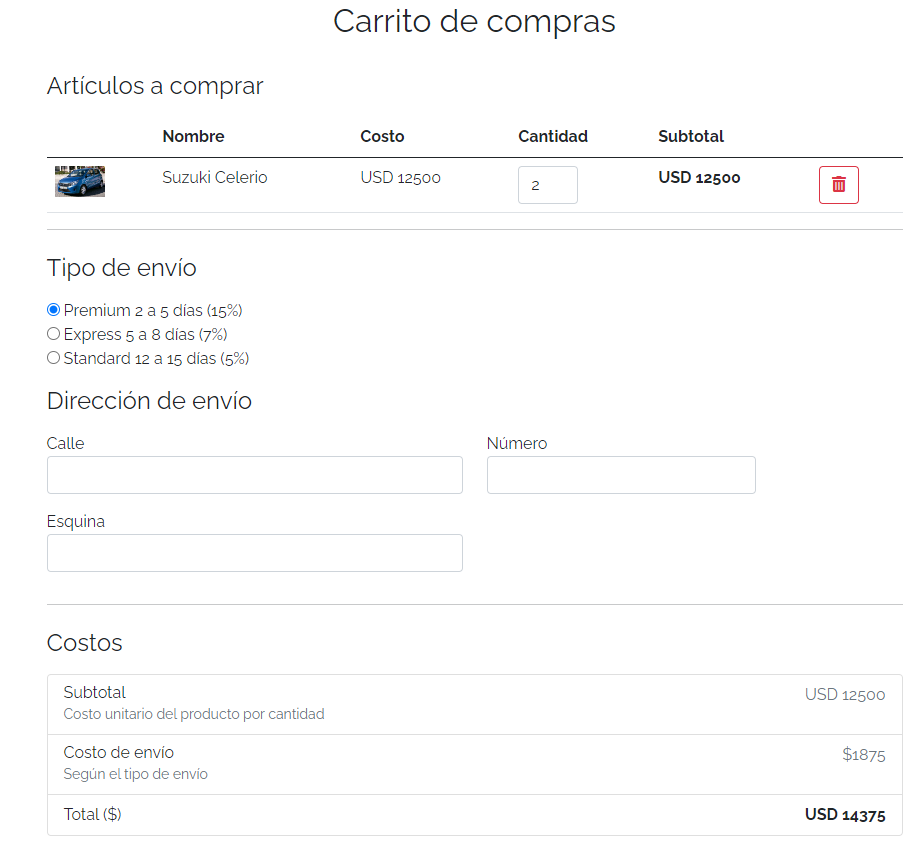 Carrito de compras
Artículos a comprar
Nombre Costo Cantidad Subtotal
Suzuki Celerio USD 12500 2 USD 12500
Tipo de envío
Premium 2 a 5 días (15%)
Express 5 a 8 días (7%)
Standard 12 a 15 días (5%)
Dirección de envío
Calle Número
Esquina
Costos
Subtotal USD 12500
Costo unitario del producto por cantidad
Costo de envío $1875
Según el tipo de envío
Total ($) USD 14375